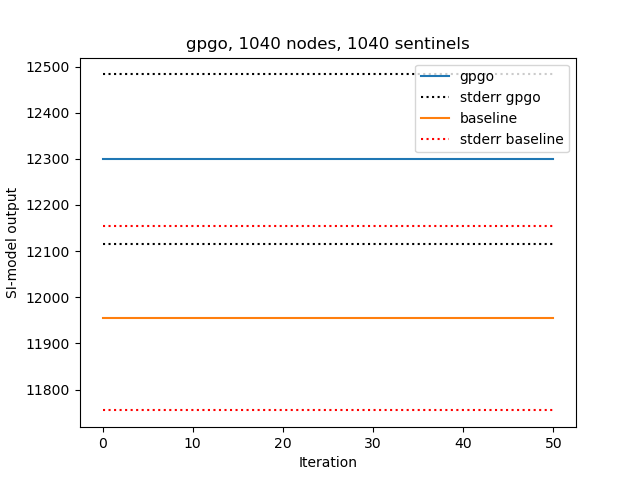 gpgo, 1040 nodes, 1040 sentinels
12500
12400
12300
12200
12100
12000
11900
11800
SI-model output
gpgo
stderr gpgo
baseline
stderr baseline
0 10 20 30 40 50
Iteration